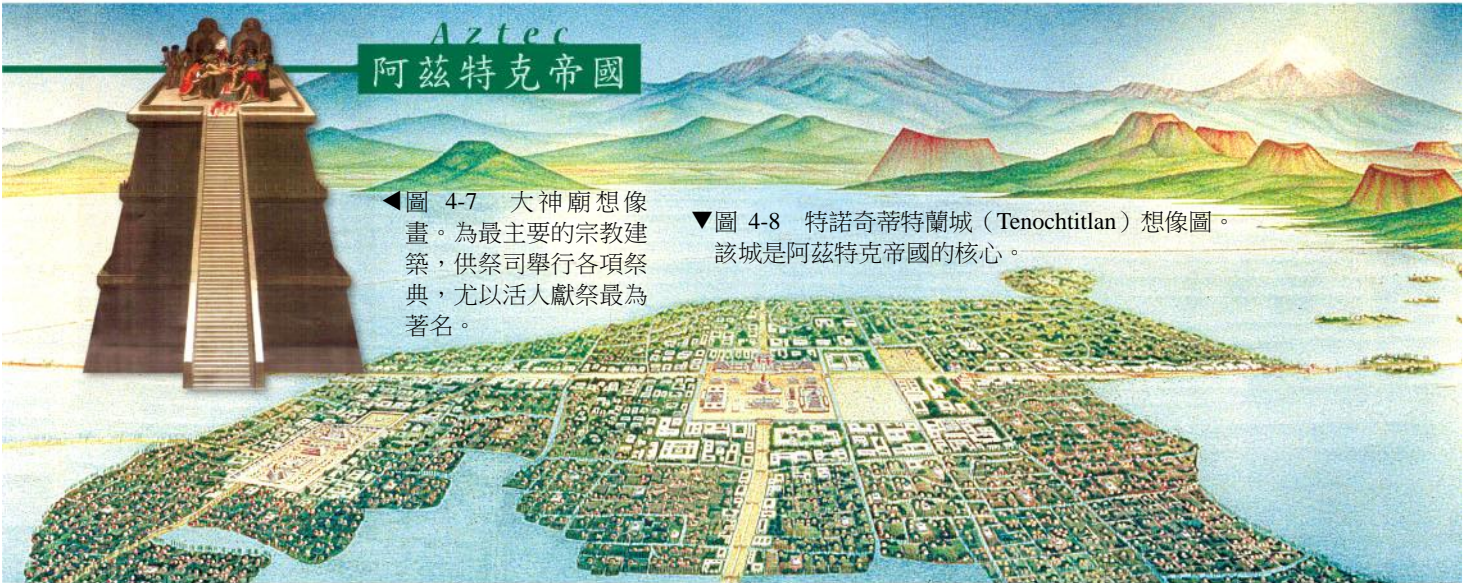 Aztec
阿茲特克帝國
◀圖 4-7 大神廟想像
畫。為最主要的宗教建
築，供祭司舉行各項祭
典，尤以活人獻祭最為
著名。
▼圖 4-8 特諾奇蒂特蘭城（Tenochtitlan）想像圖。
該城是阿茲特克帝國的核心。